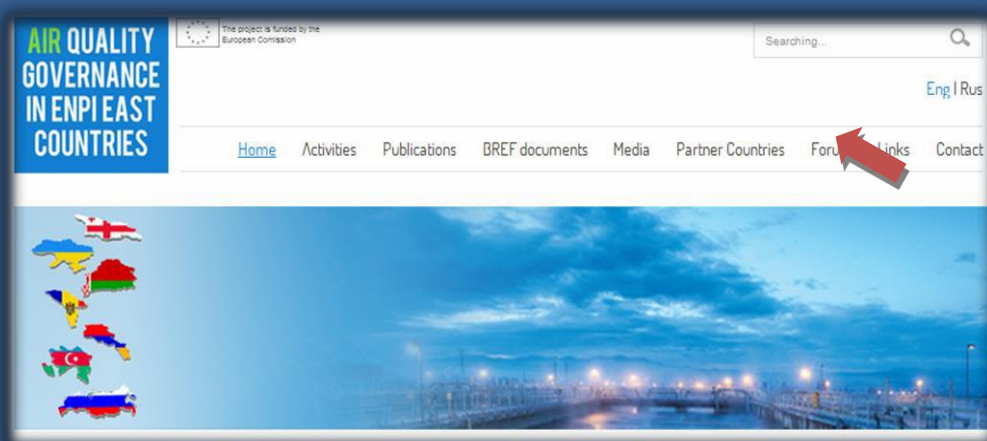 AIR QUALITY
GOVERNANCE
IN ENPI EAST
COUNTRIES
The project is funded by the
European Comission
Searching...
Eng | Rus
Home Activities Publications BREF documents Media Partner Countries Contact